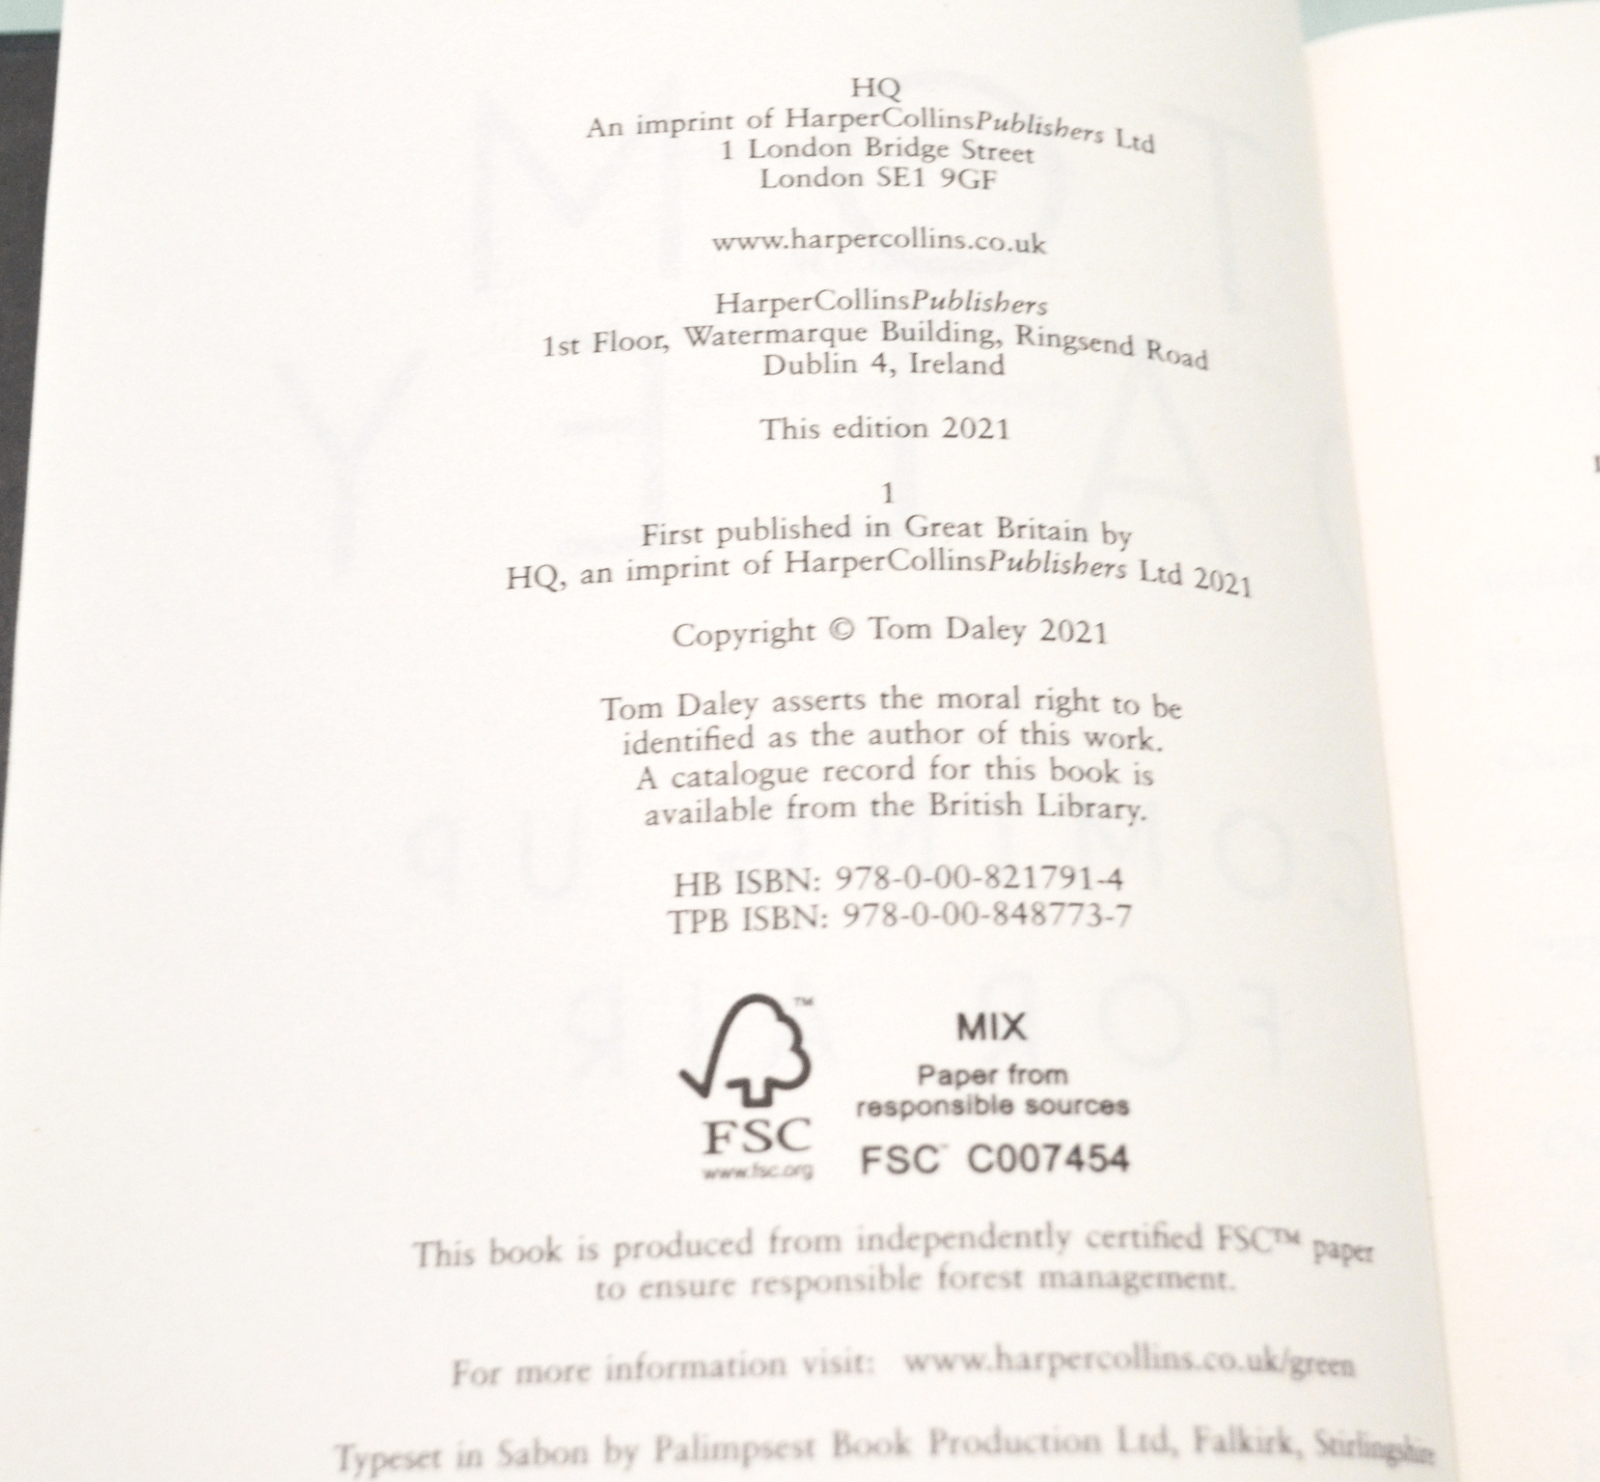 HQ
An imprint of HarperCollinsPublishers Ltd
1 London Bridge Street
London SE1 9GF
www.harpercollins.co.uk
HarperCollinsPublishers
1st Floor, Watermarque Building, Ringsend Road
Dublin 4, Ireland
This edition 2021
1
First published in Great Britain by
HQ, an imprint of HarperCollinsPublishers Ltd 2021
Copyright © Tom Daley 2021
Tom Daley asserts the moral right to be
identified as the author of this work.
A catalogue record for this book is
available from the British Library.
HB ISBN: 978-0-00-821791-4
TPB ISBN: 978-0-00-848773-7
™
FSC
www.fsc.org
MIX
Paper from
responsible sources
FSC™ C007454
This book is produced from independently certified FSC™ paper
to ensure responsible forest management.
For more information visit: www.harpercollins.co.uk/green
Typeset in Sabon by Palimpsest Book Production Ltd, Falkirk, Stirlingshire